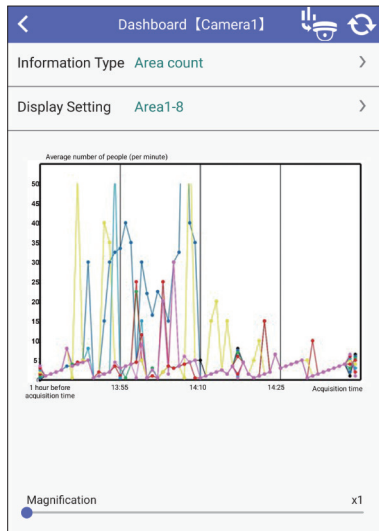 Dashboard【Camera1】
Information Type Area count
Display Setting Area1-8
Average number of people (per minute)
50
45
40
35
30
25
20
15
10
5
0
1 hour before acquisition time 13:55 14:10 14:25 Acquisition time
Magnification x1